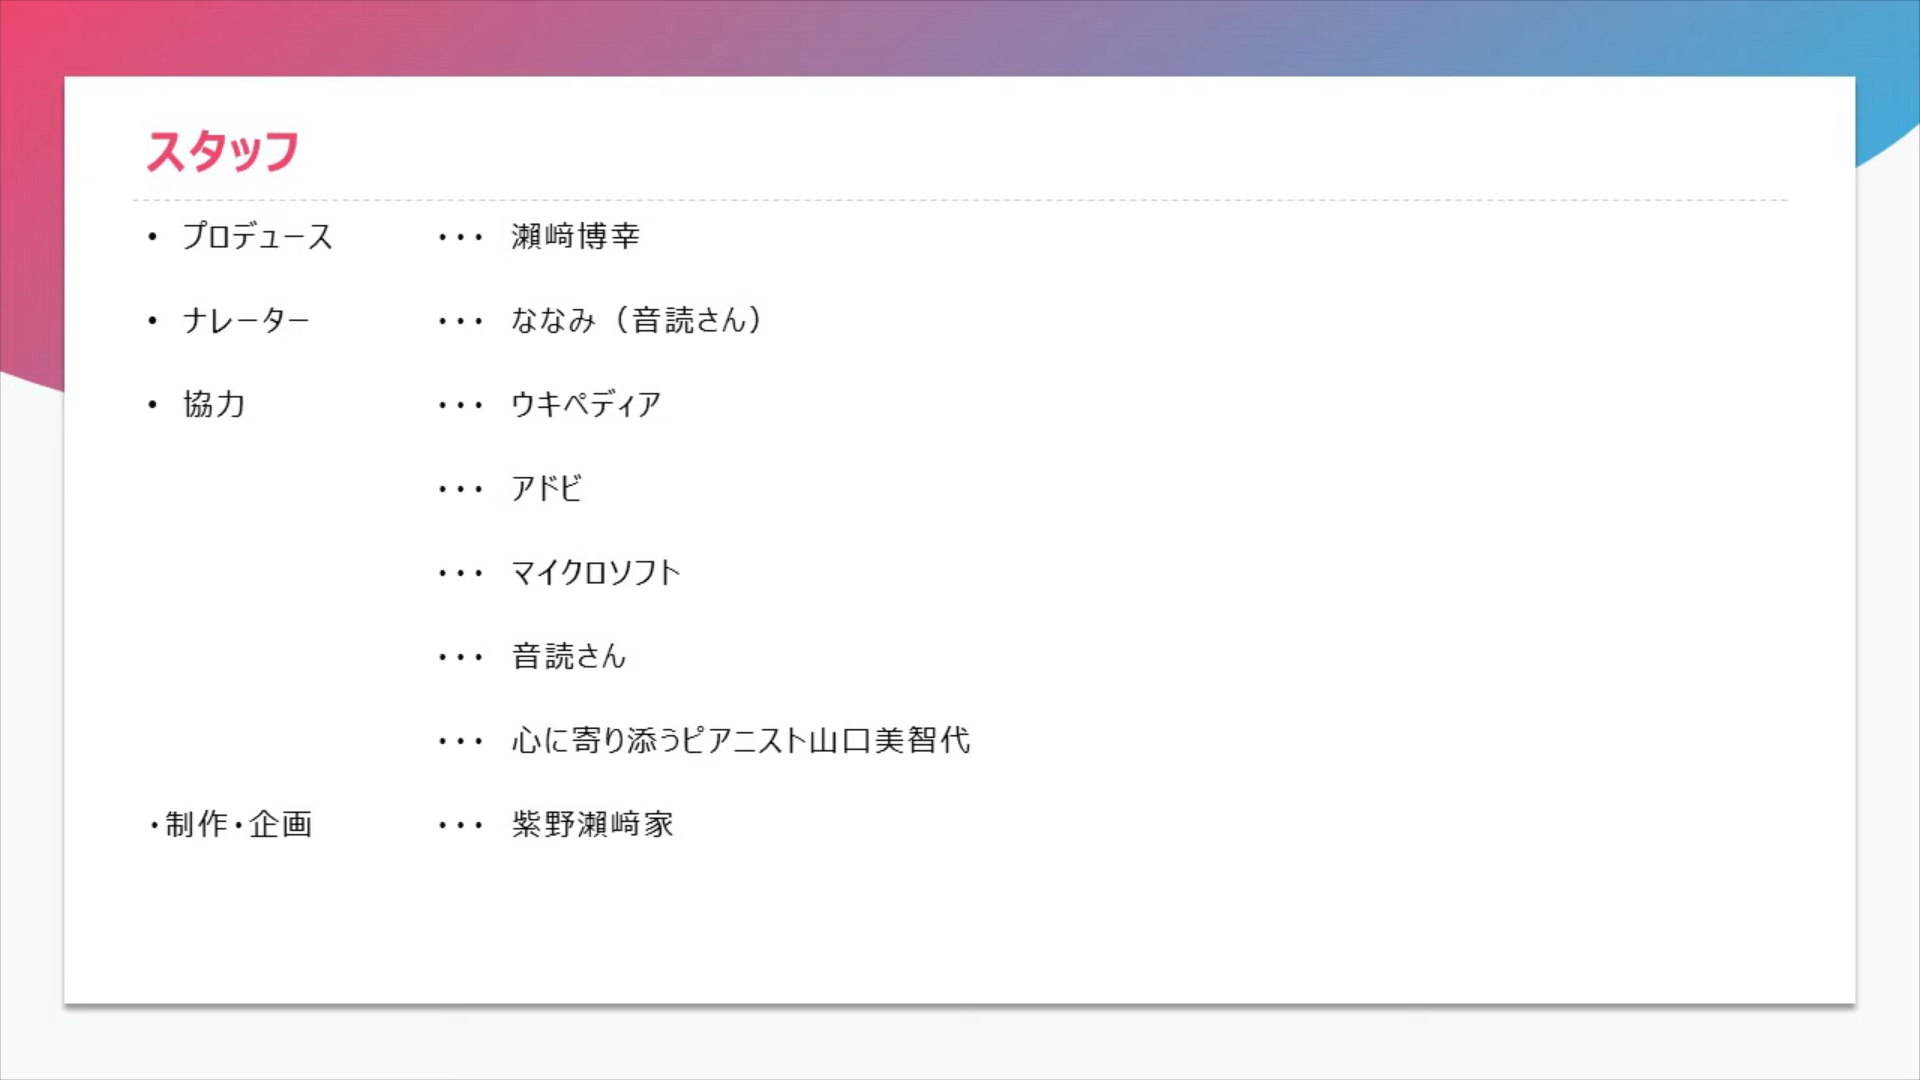 スタッフ
• プロデュース ・・・ 瀨﨑博幸
• ナレーター ・・・ ななみ（音読さん）
• 協力 ・・・ ウキペディア
・・・ アドビ
・・・ マイクロソフト
・・・ 音読さん
・・・ 心に寄り添うピアニスト山口美智代
・制作・企画 ・・・ 紫野瀨﨑家